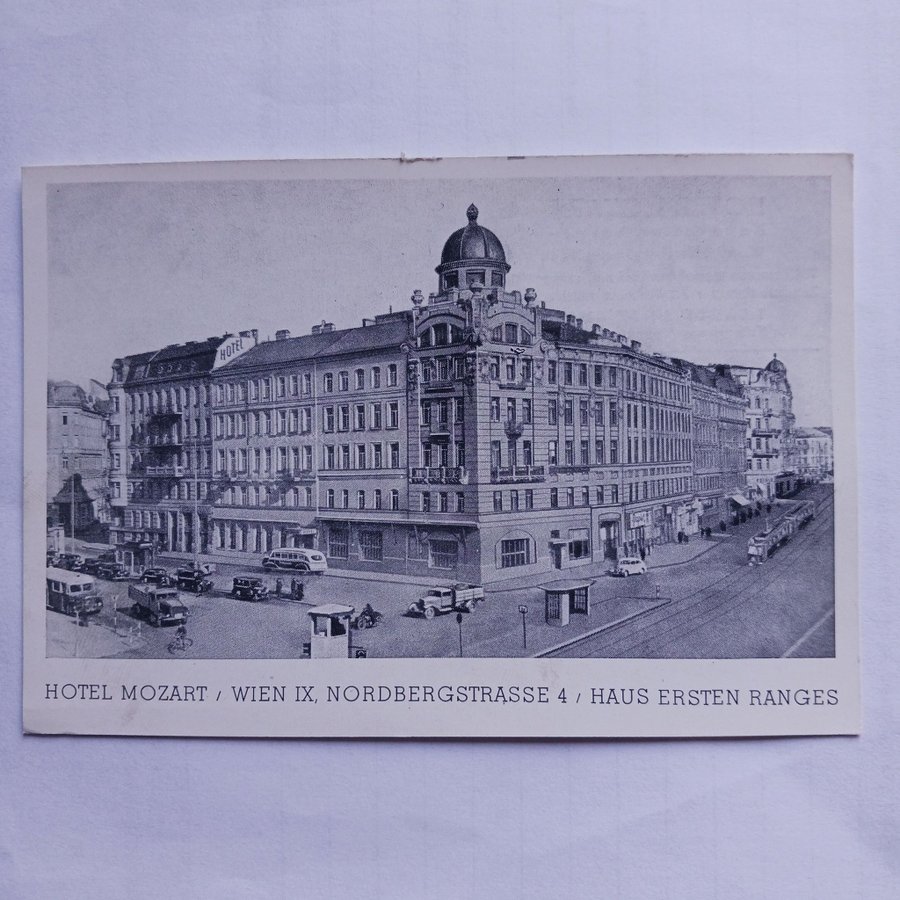 HOTEL
HOTEL MOZART / WIEN IX, NORDBERGSTRASSE 4 / HAUS ERSTEN RANGES